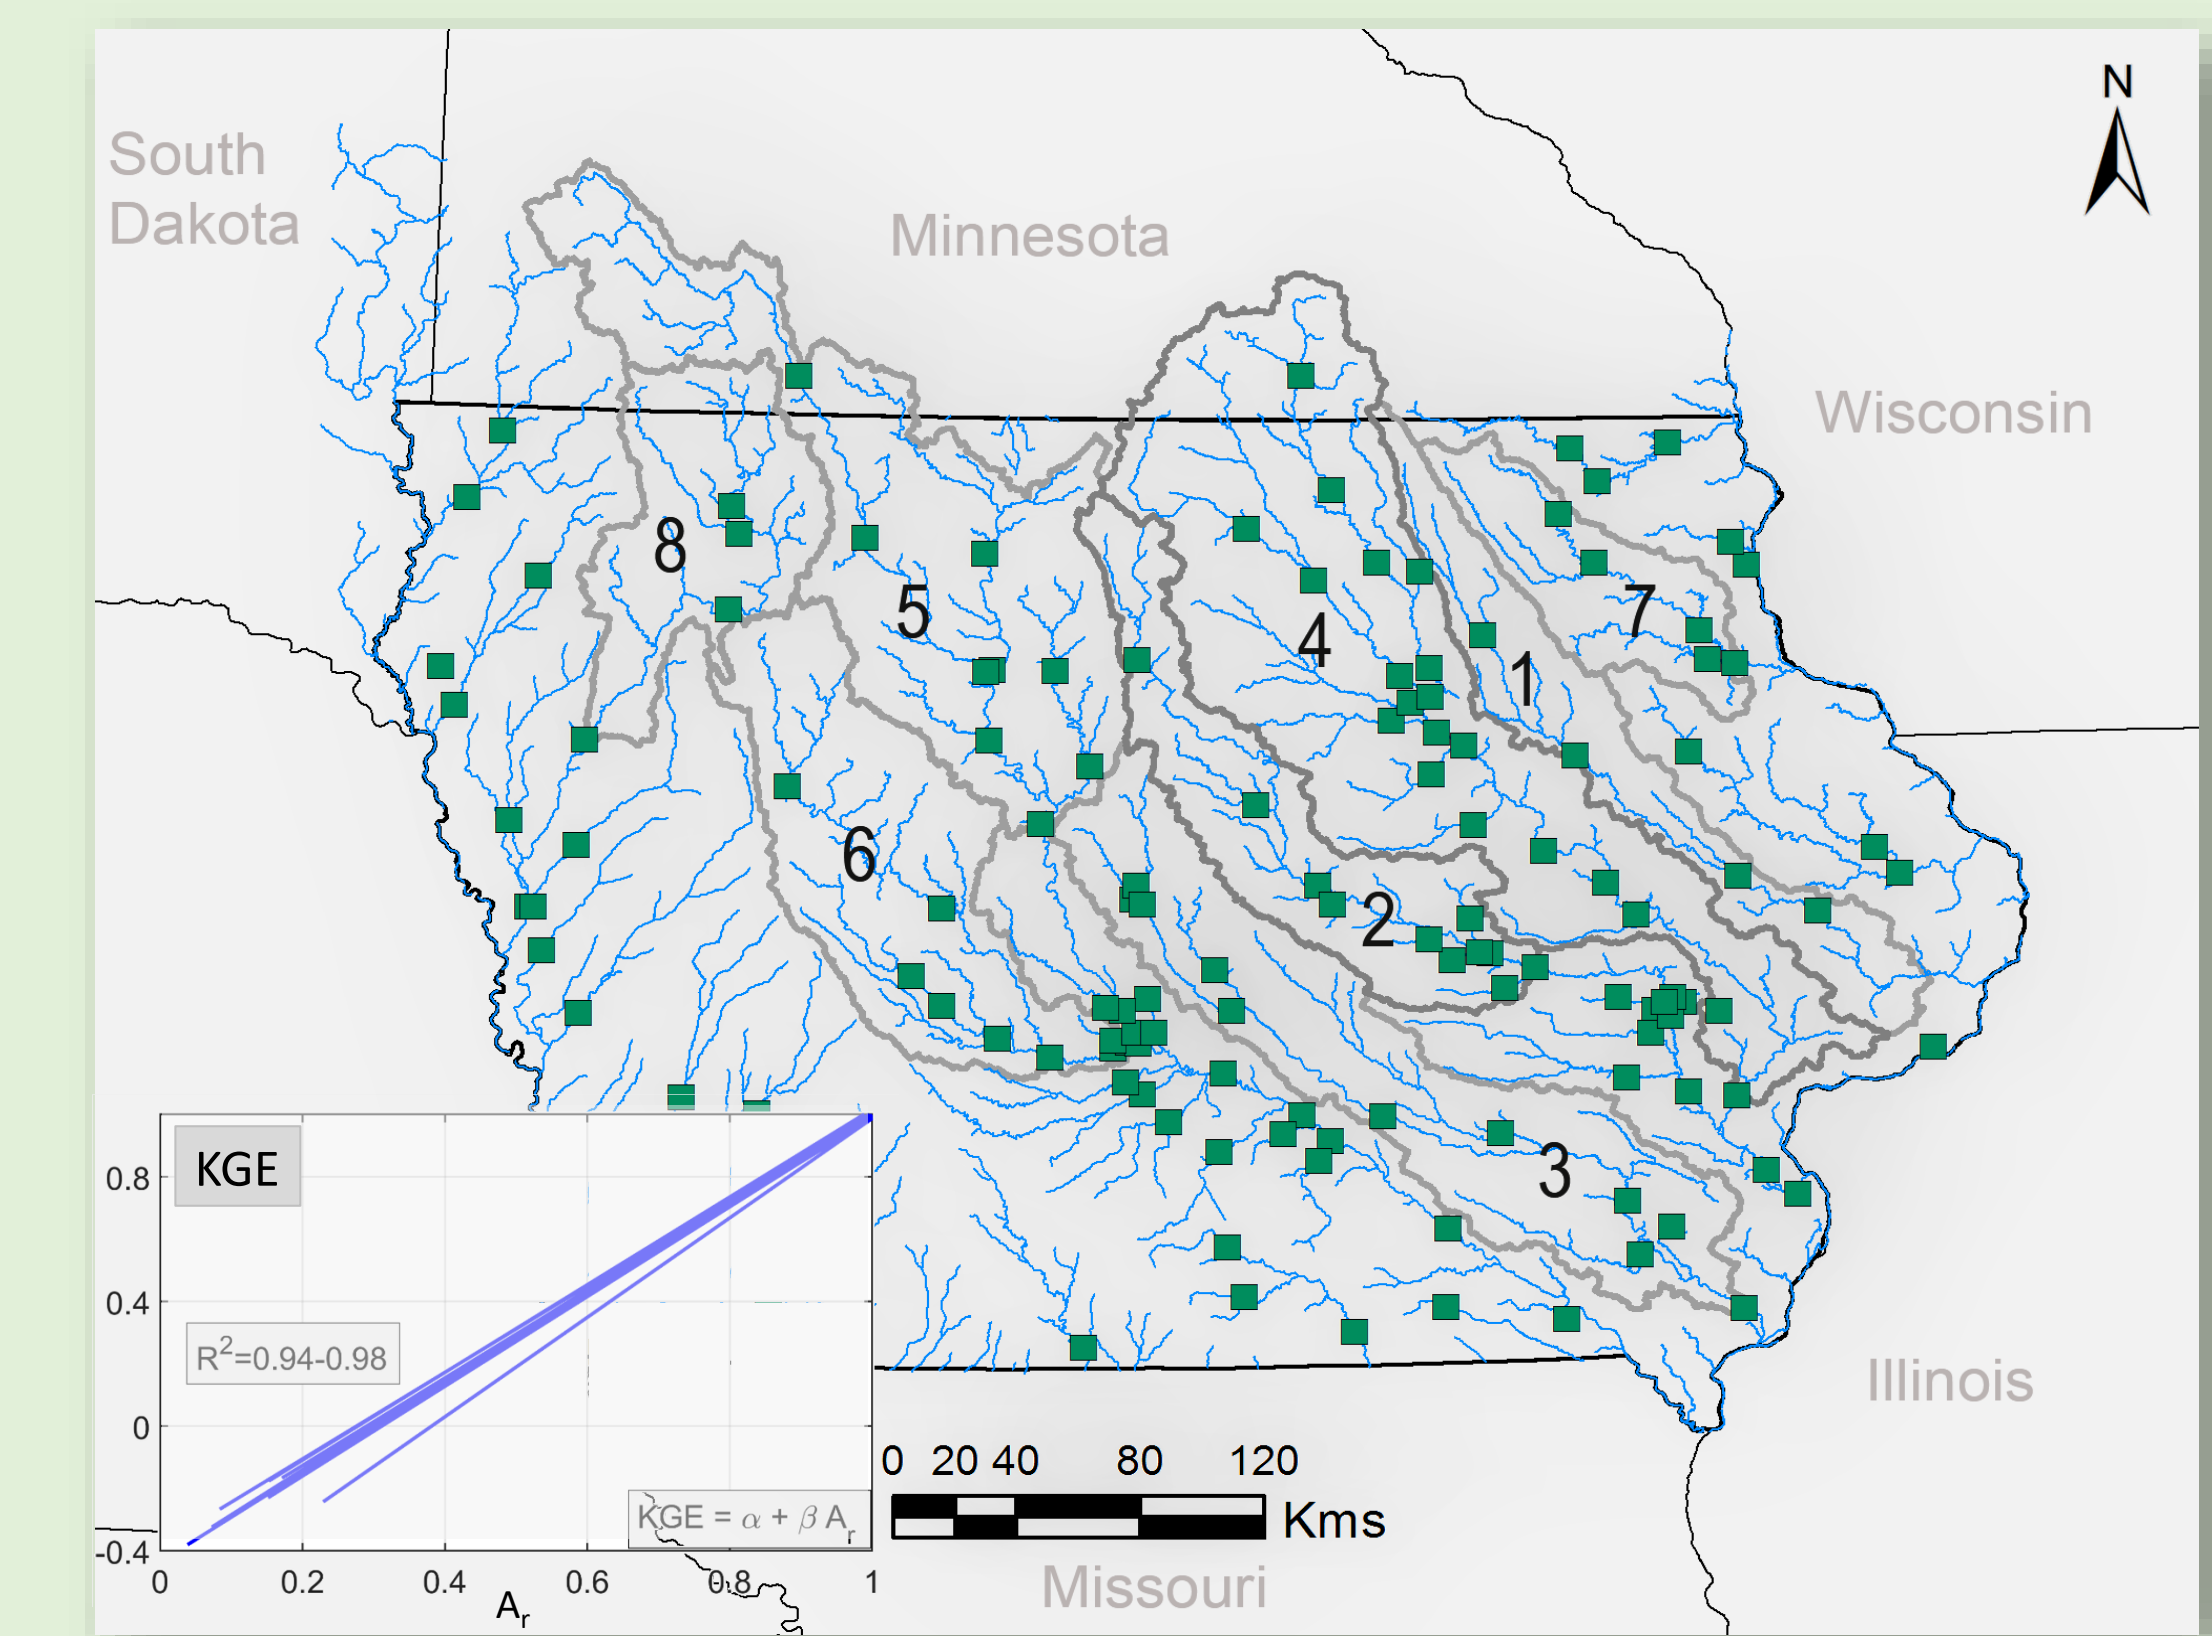 N
South
Dakota
Minnesota
Wisconsin
8
5
4
7
1
6
2
3
KGE
0.8
0.4
R²=0.94-0.98
0
KGE = α + β Aᵣ
-0.4
0 0.2 0.4 0.6 0.8 1
Aᵣ
Illinois
0 20 40 80 120
Kms
Missouri